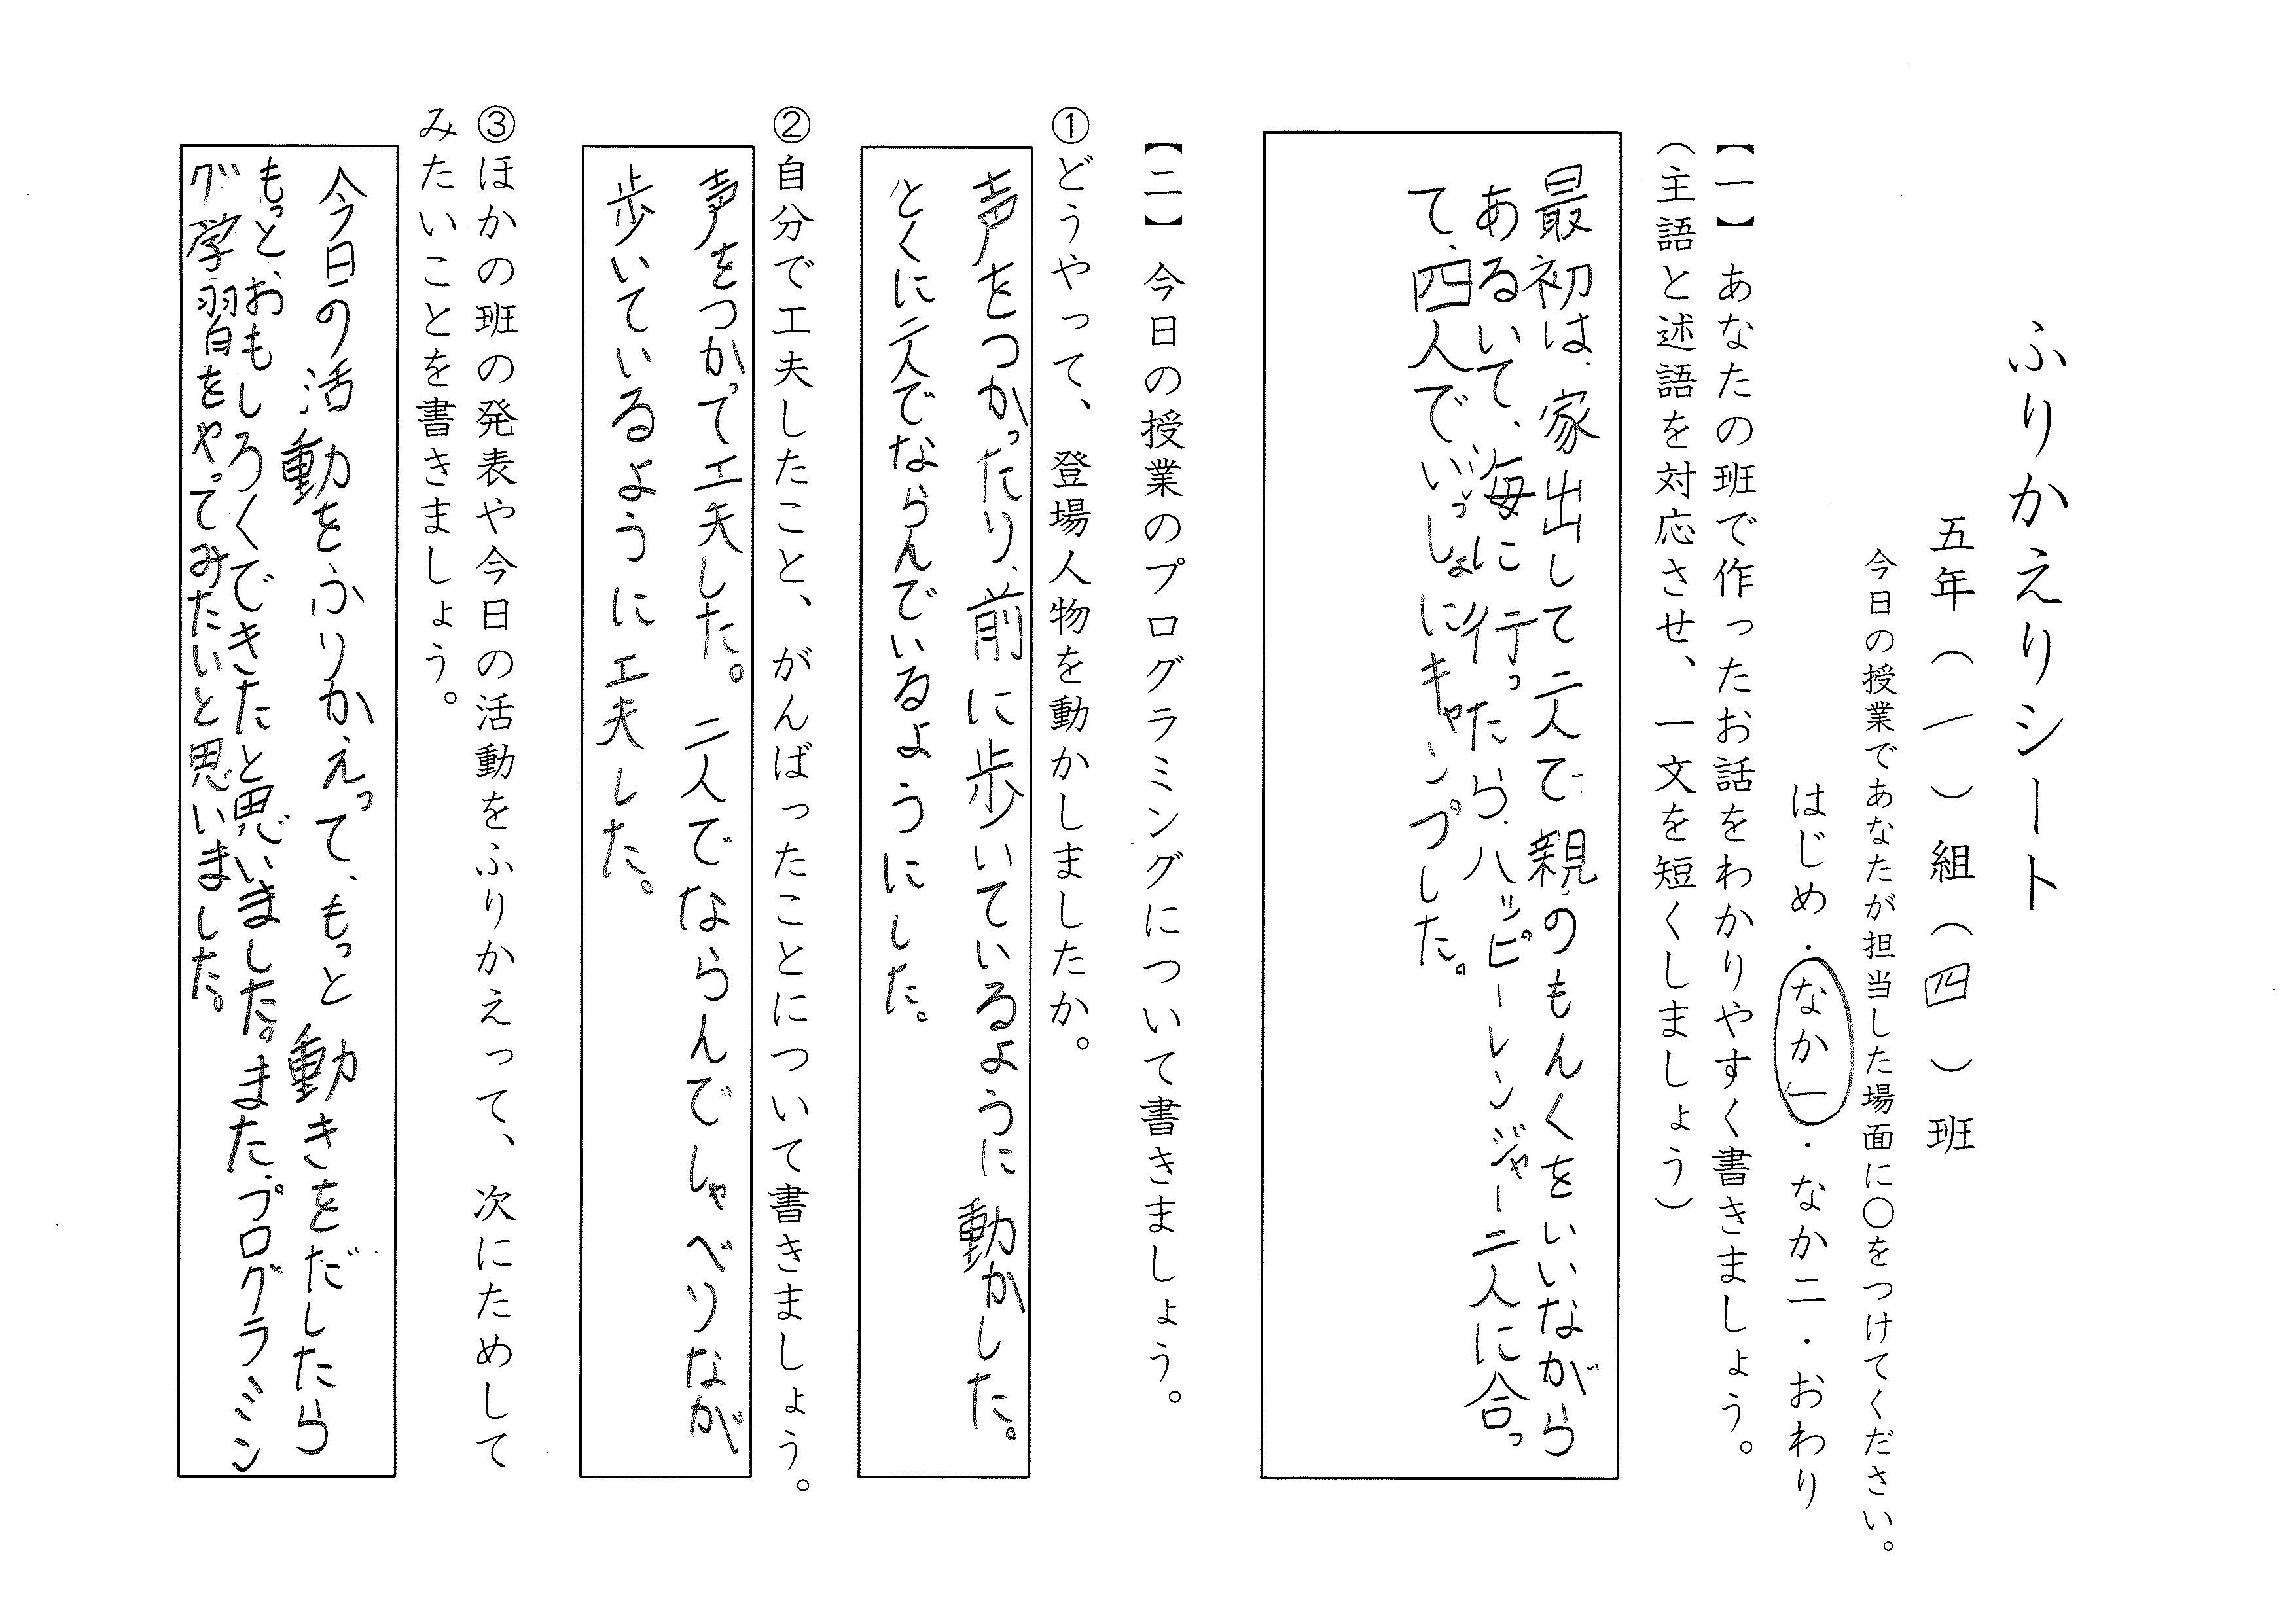 ふりかえりシート
五年（一）組（四）班
今日の授業であなたが担当した場面に〇をつけてください。
はじめ・なか一・なか二・おわり
【一】あなたの班で作ったお話をわかりやすく書きましょう。
（主語と述語を対応させ、一文を短くしましょう）
最初は、家出して二人で親のもんくをいいながら
あるいて、海に行ったら、ハッピーレンジャー二人に合っ
て、四人でいっしょにキャンプした。
【二】今日の授業のプログラミングについて書きましょう。
①どうやって、登場人物を動かしましたか。
声をつかったり、前に歩いているように動かした。
とくに二人でならんでいるようにした。
②自分で工夫したこと、がんばったことについて書きましょう。
声をつかって工夫した。二人でならんでしゃべりなが
歩いているように工夫した。
③ほかの班の発表や今日の活動をふりかえって、次にためして
みたいことを書きましょう。
今日の活動をふりかえって、もっと動きをだしたら
もっと、おもしろくできたと思いました。また、プログラミン
グ学習をやってみたいと思いました。